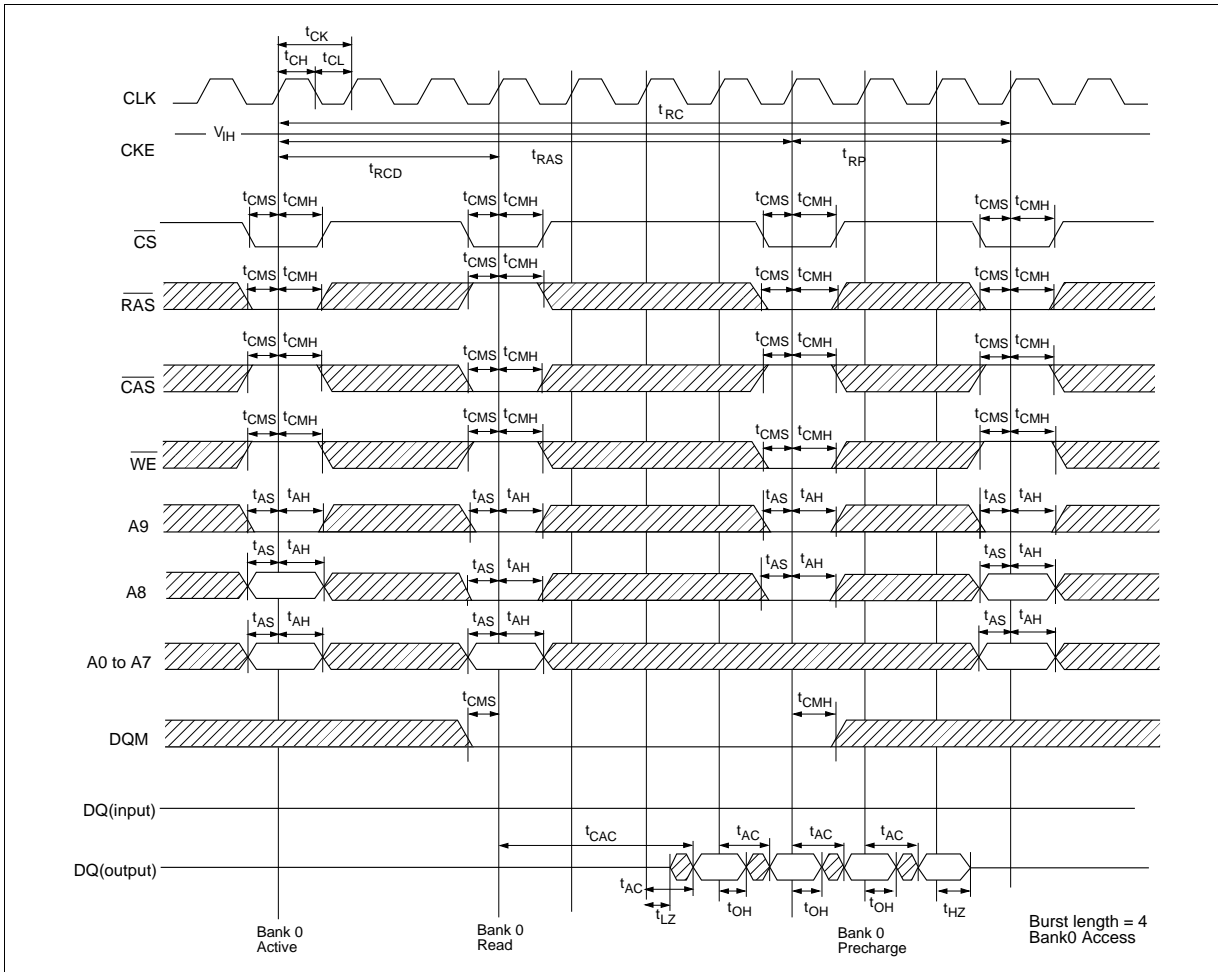 tCK
tCH tCL
CLK
tRC
VIH
CKE
tRCD tRAS tRP
tCMS tCMH tCMS tCMH tCMS tCMH tCMS tCMH
CS
tCMS tCMH tCMS tCMH tCMS tCMH tCMS tCMH
RAS
tCMS tCMH tCMS tCMH tCMS tCMH tCMS tCMH
CAS
tCMS tCMH tCMS tCMH tCMS tCMH tCMS tCMH
WE
tAS tAH tAS tAH tAS tAH tAS tAH
A9
tAS tAH tAS tAH tAS tAH tAS tAH
A8
tAS tAH tAS tAH tAS tAH
A0 to A7
tCMS tCMH
DQM
DQ(input)
tCAC tAC tAC tAC
DQ(output)
tAC
tLZ tOH tOH tOH tHZ
Bank 0
Active
Bank 0
Read
Bank 0
Precharge
Burst length = 4
Bank0 Access